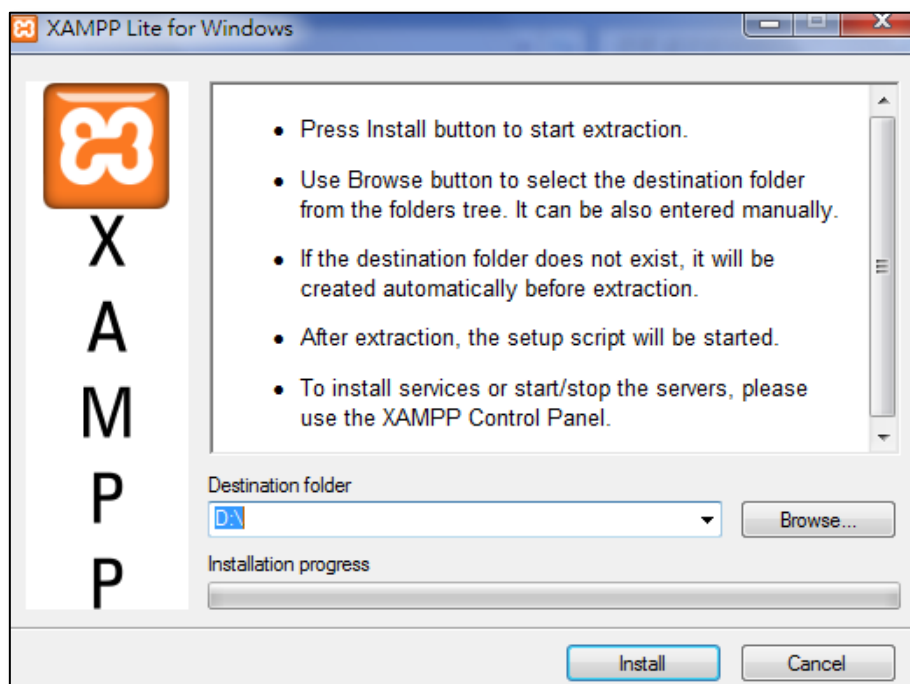 XAMPP Lite for Windows
X
A
M
P
P
• Press Install button to start extraction.
• Use Browse button to select the destination folder
from the folders tree. It can be also entered manually.
• If the destination folder does not exist, it will be
created automatically before extraction.
• After extraction, the setup script will be started.
• To install services or start/stop the servers, please
use the XAMPP Control Panel.
Destination folder
D:\
Browse...
Installation progress
Install
Cancel